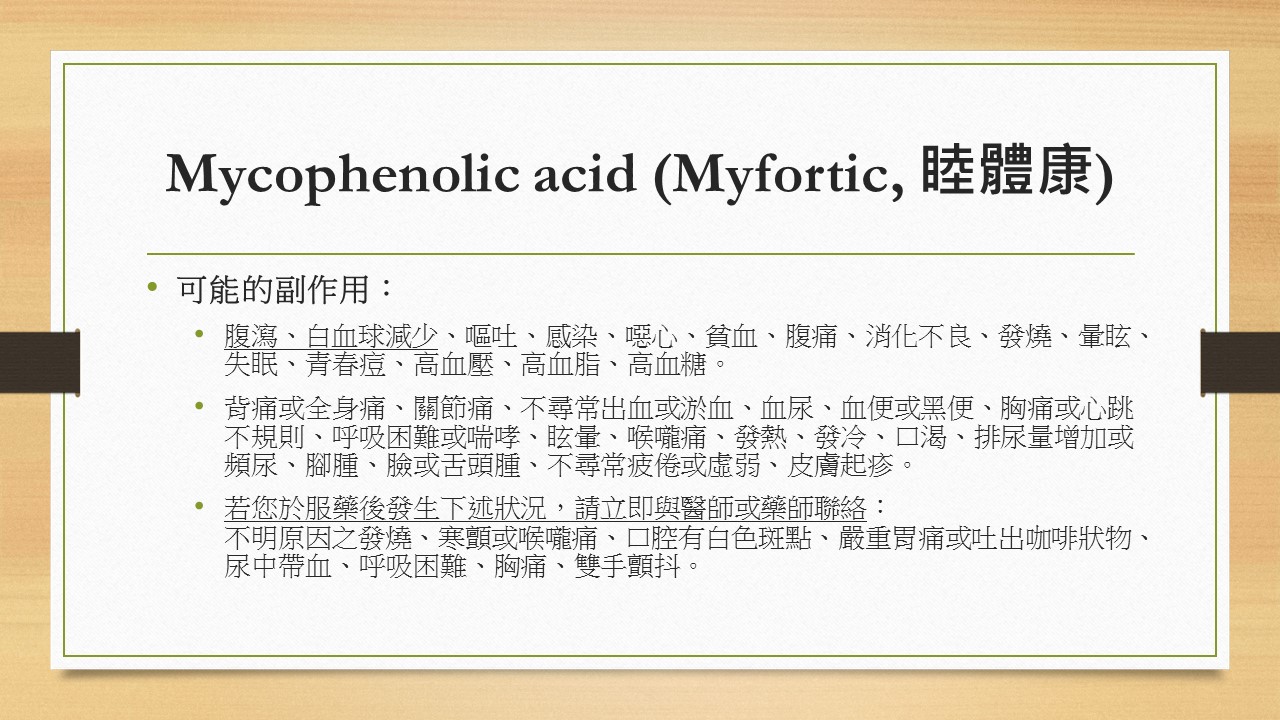 Mycophenolic acid (Myfortic, 睦體康)
• 可能的副作用：
• 腹瀉、白血球減少、嘔吐、感染、噁心、貧血、腹痛、消化不良、發燒、暈眩、
失眠、青春痘、高血壓、高血脂、高血糖。
• 背痛或全身痛、關節痛、不尋常出血或淤血、血尿、血便或黑便、胸痛或心跳
不規則、呼吸困難或喘哮、眩暈、喉嚨痛、發熱、發冷、口渴、排尿量增加或
頻尿、腳腫、臉或舌頭腫、不尋常疲倦或虛弱、皮膚起疹。
• 若您於服藥後發生下述狀況，請立即與醫師或藥師聯絡：
不明原因之發燒、寒顫或喉嚨痛、口腔有白色斑點、嚴重胃痛或吐出咖啡狀物、
尿中帶血、呼吸困難、胸痛、雙手顫抖。